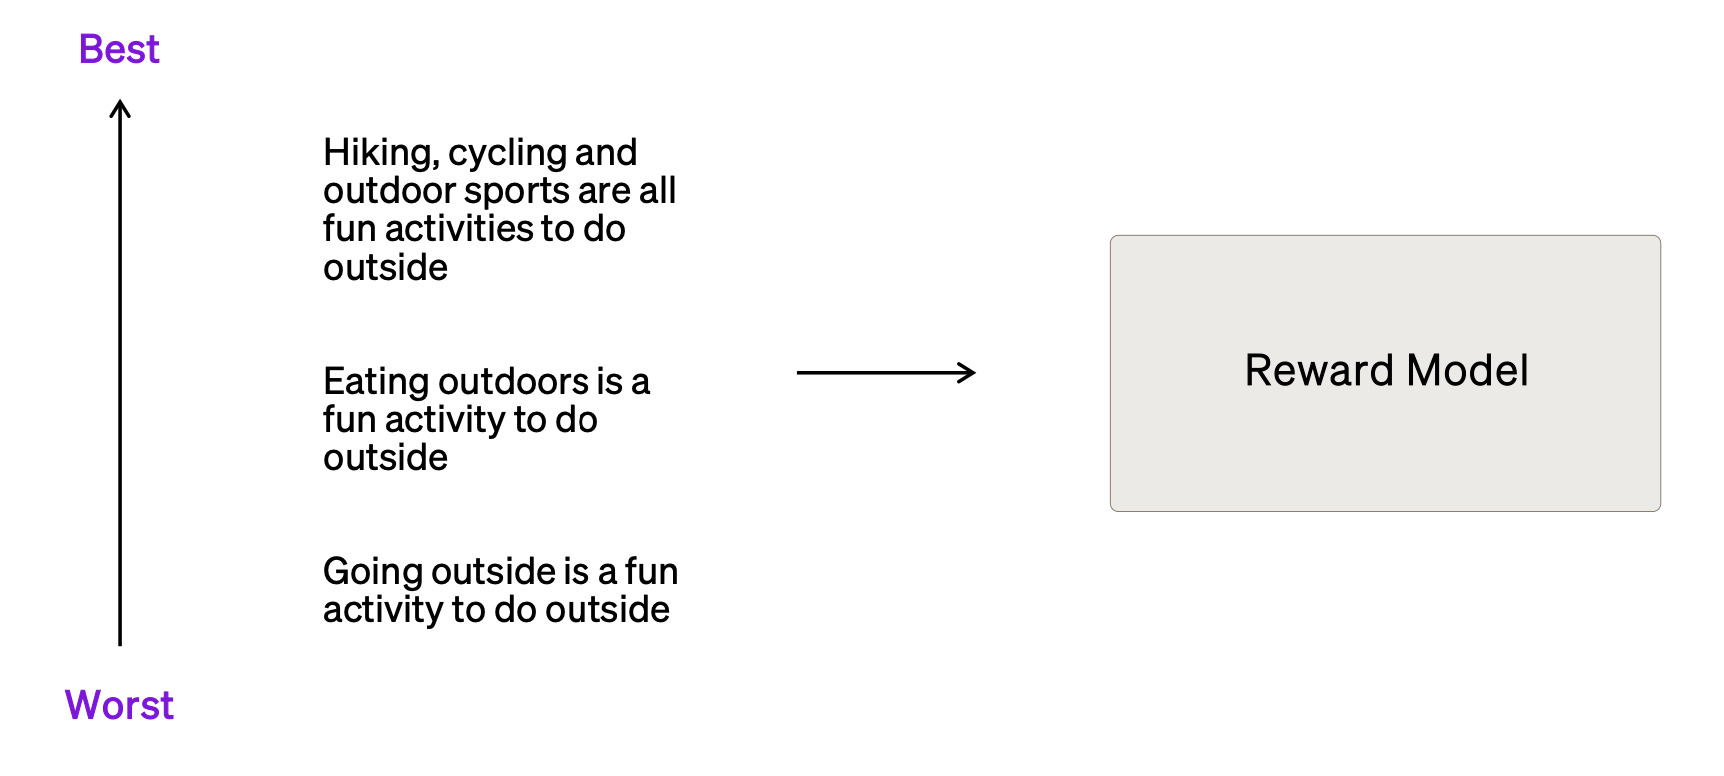 Best
Hiking, cycling and
outdoor sports are all
fun activities to do
outside
Eating outdoors is a
fun activity to do
outside
Going outside is a fun
activity to do outside
Worst
Reward Model